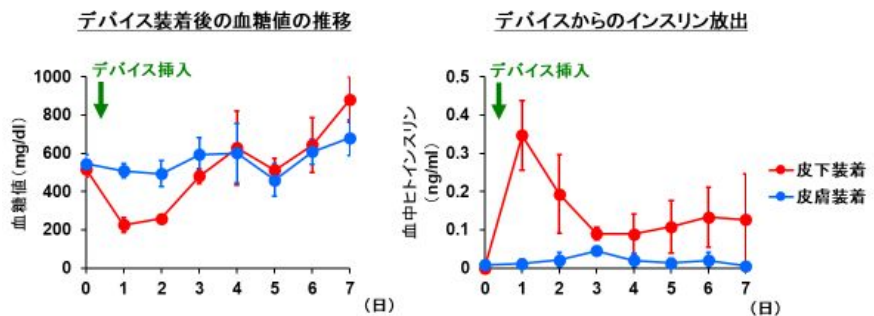 デバイス装着後の血糖値の推移
デバイス挿入
血糖値(mg/dl)
1000
800
600
400
200
0
0 1 2 3 4 5 6 7
(日)
デバイスからのインスリン放出
デバイス挿入
血中ヒトインスリン
(ng/ml)
0.5
0.4
0.3
0.2
0.1
0
0 1 2 3 4 5 6 7
(日)
皮下装着
皮膚装着